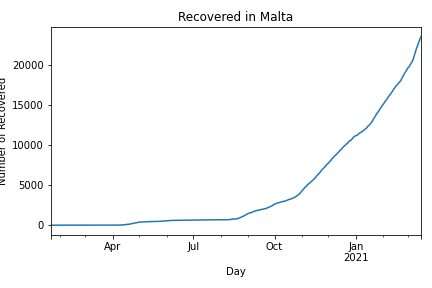 Recovered in Malta
Number of Recovered
20000
15000
10000
5000
0
Apr
Jul
Oct
Jan
2021
Day